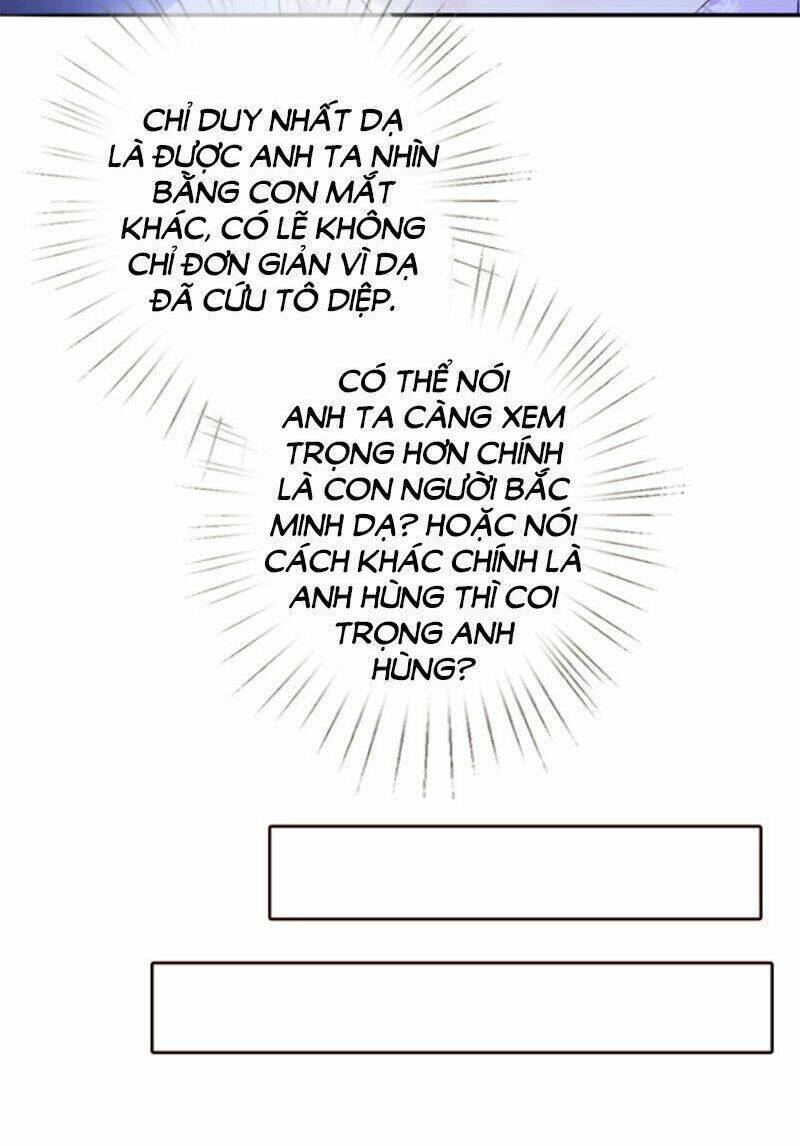 CHỈ DUY NHẤT DẠ
LÀ ĐƯỢC ANH TA NHÌN
BẰNG CON MẮT
KHÁC, CÓ LẼ KHÔNG
CHỈ ĐƠN GIẢN VÌ DẠ
ĐÃ CỨU TÔ DIỆP.
CÓ THỂ NÓI
ANH TA CÀNG XEM
TRỌNG HƠN CHÍNH
LÀ CON NGƯỜI BẮC
MINH DẠ? HOẶC NÓI
CÁCH KHÁC CHÍNH LÀ
ANH HÙNG THÌ COI
TRỌNG ANH
HÙNG?